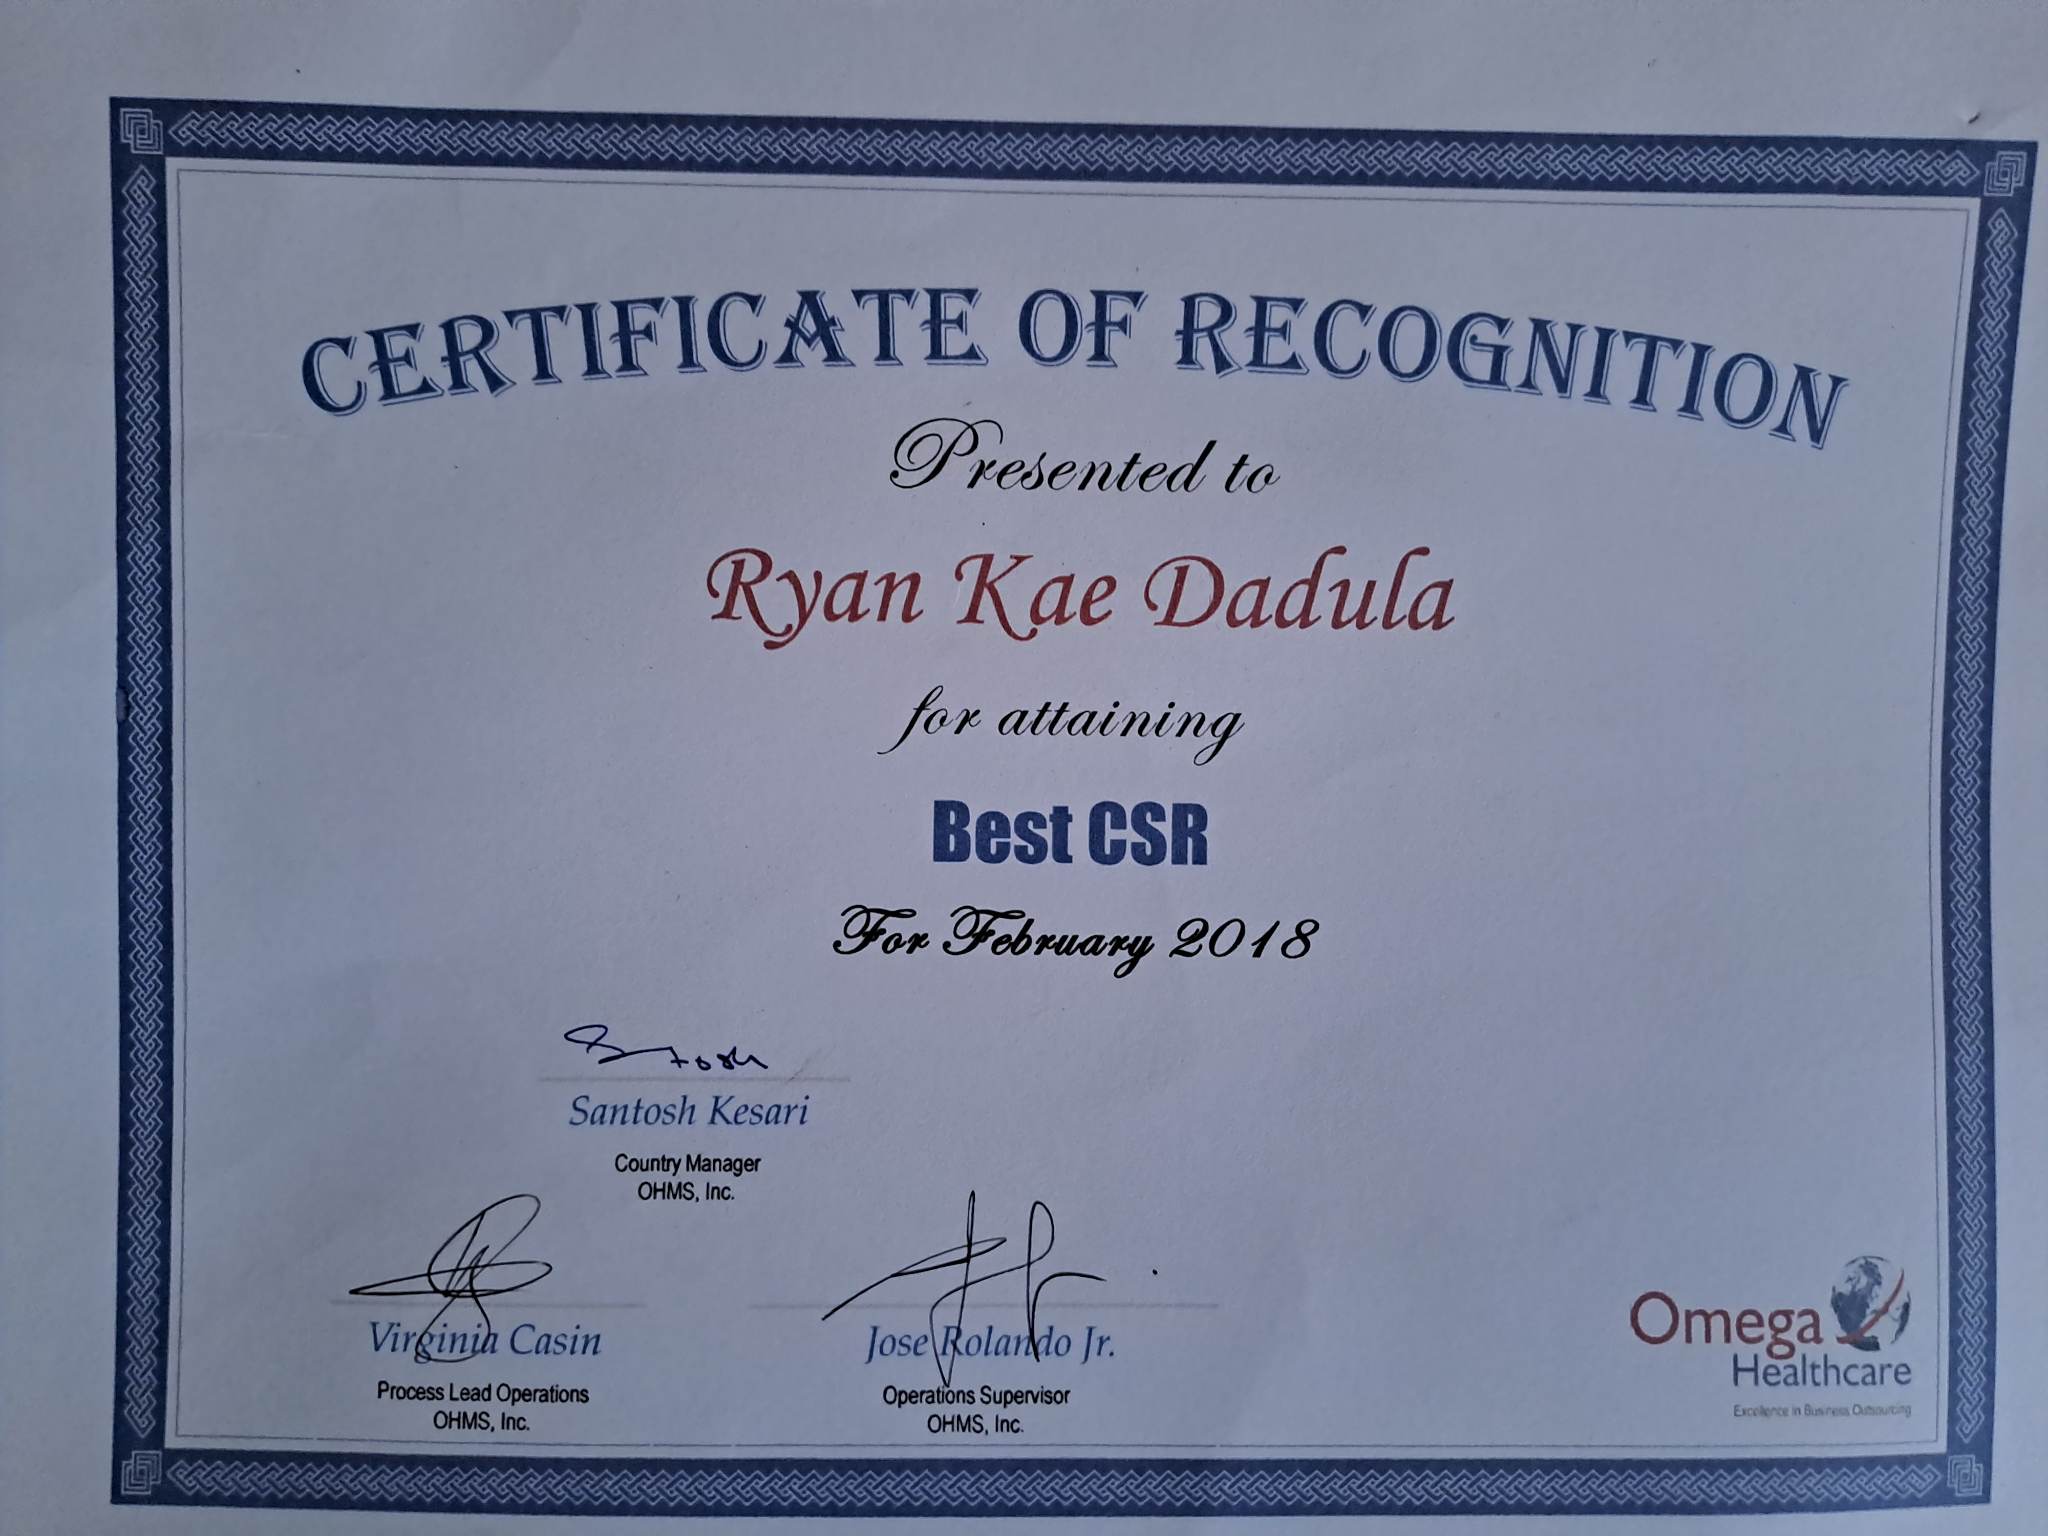 CERTIFICATE OF RECOGNITION
Presented to
Ryan Kae Dadula
for attaining
Best CSR
For February 2018
Santosh Kesari
Country Manager
OHMS, Inc.
Virginia Casin
Process Lead Operations
OHMS, Inc.
Jose Rolando Jr.
Operations Supervisor
OHMS, Inc.
Omega
Healthcare
Excellence in Business Outsourcing